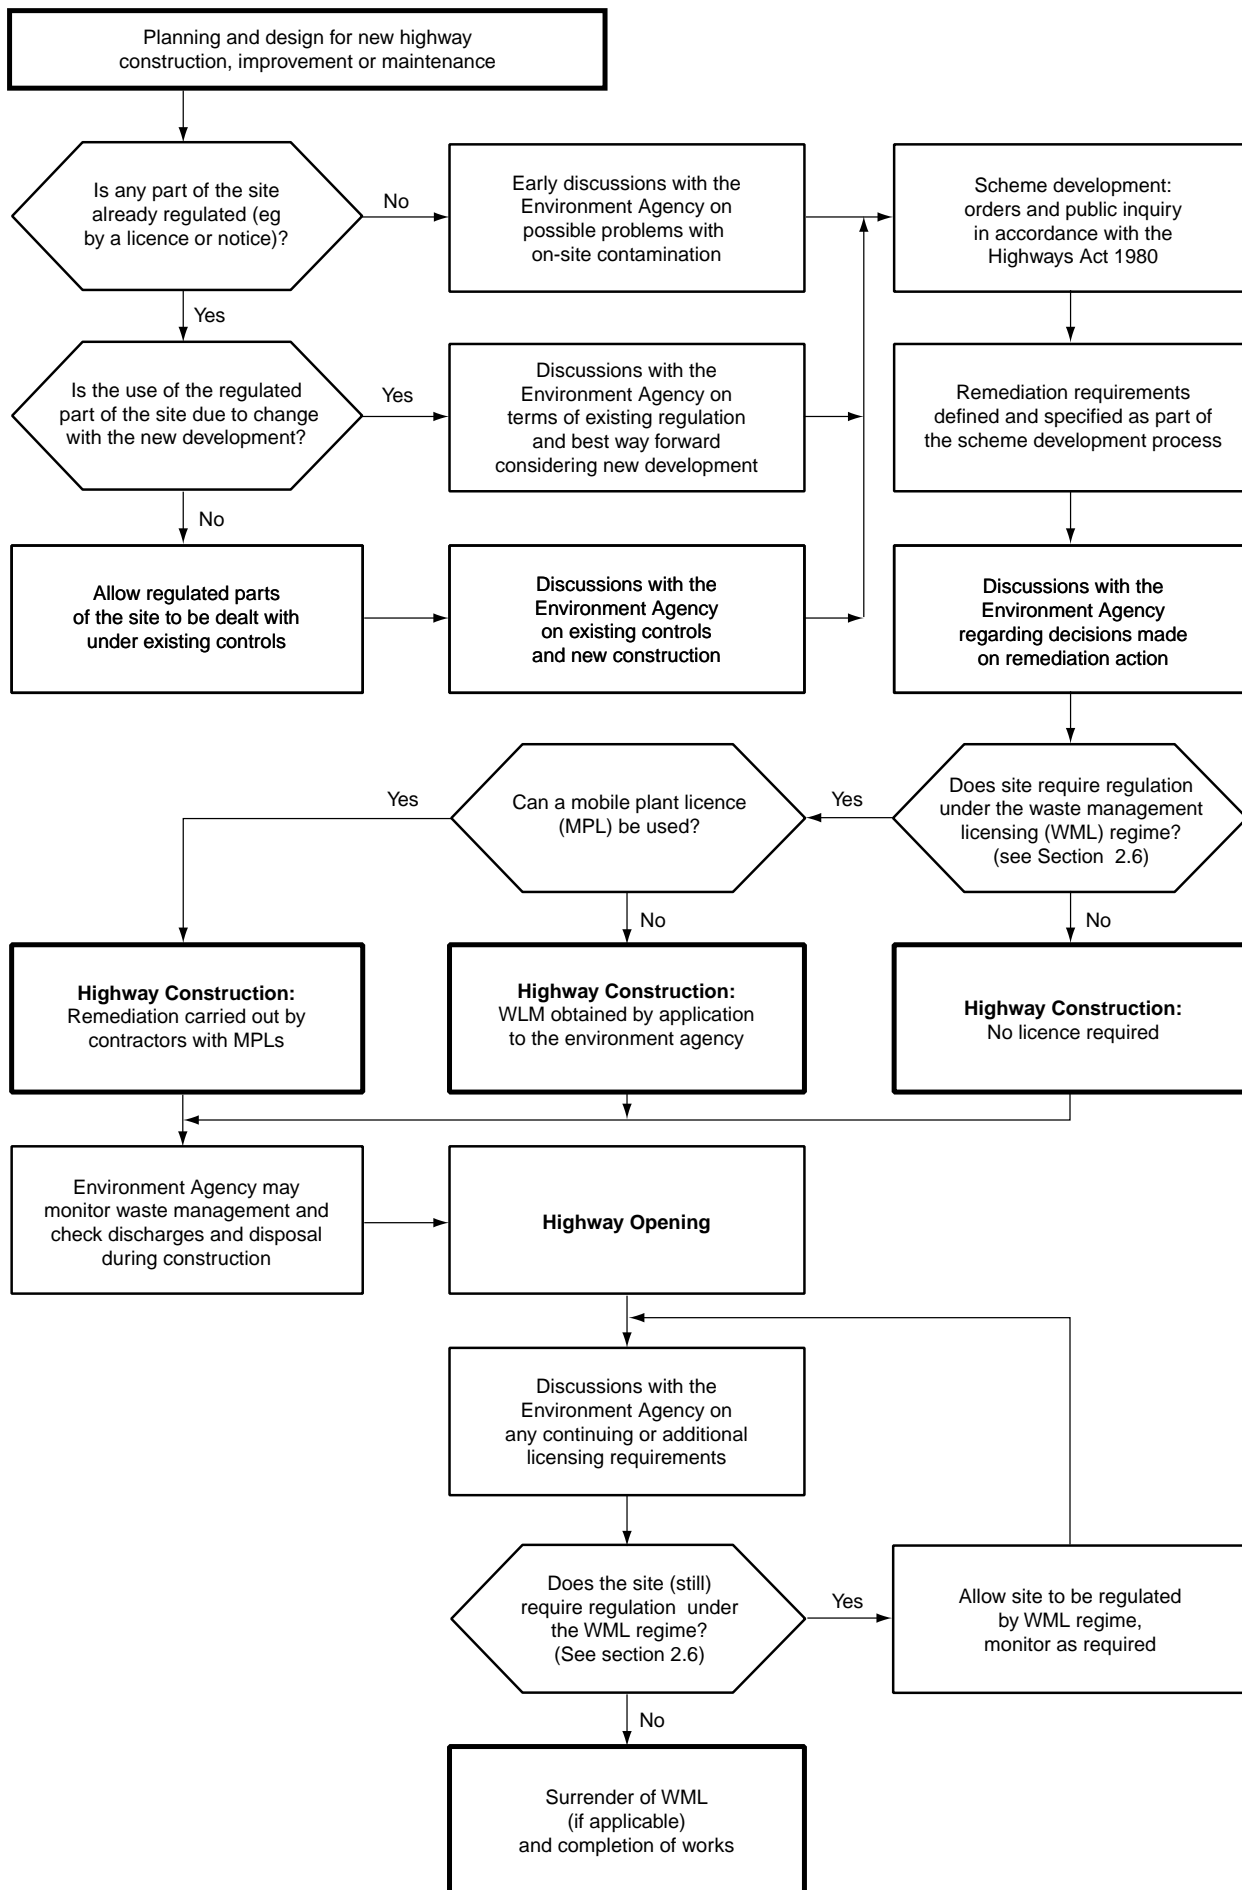 Planning and design for new highway
construction, improvement or maintenance
Is any part of the site
already regulated (eg
by a licence or notice)?
No
Early discussions with the
Environment Agency on
possible problems with
on-site contamination
Scheme development:
orders and public inquiry
in accordance with the
Highways Act 1980
Yes
Is the use of the regulated
part of the site due to change
with the new development?
Yes
Discussions with the
Environment Agency on
terms of existing regulation
and best way forward
considering new development
Remediation requirements
defined and specified as part of
the scheme development process
No
Allow regulated parts
of the site to be dealt with
under existing controls
Discussions with the
Environment Agency
on existing controls
and new construction
Discussions with the
Environment Agency
regarding decisions made
on remediation action
Does site require regulation
under the waste management
licensing (WML) regime?
(see Section 2.6)
Yes
Can a mobile plant licence
(MPL) be used?
Yes
No
No
Highway Construction:
Remediation carried out by
contractors with MPLs
Highway Construction:
WLM obtained by application
to the environment agency
Highway Construction:
No licence required
Environment Agency may
monitor waste management and
check discharges and disposal
during construction
Highway Opening
Discussions with the
Environment Agency on
any continuing or additional
licensing requirements
Does the site (still)
require regulation under
the WML regime?
(See section 2.6)
Yes
Allow site to be regulated
by WML regime,
monitor as required
No
Surrender of WML
(if applicable)
and completion of works